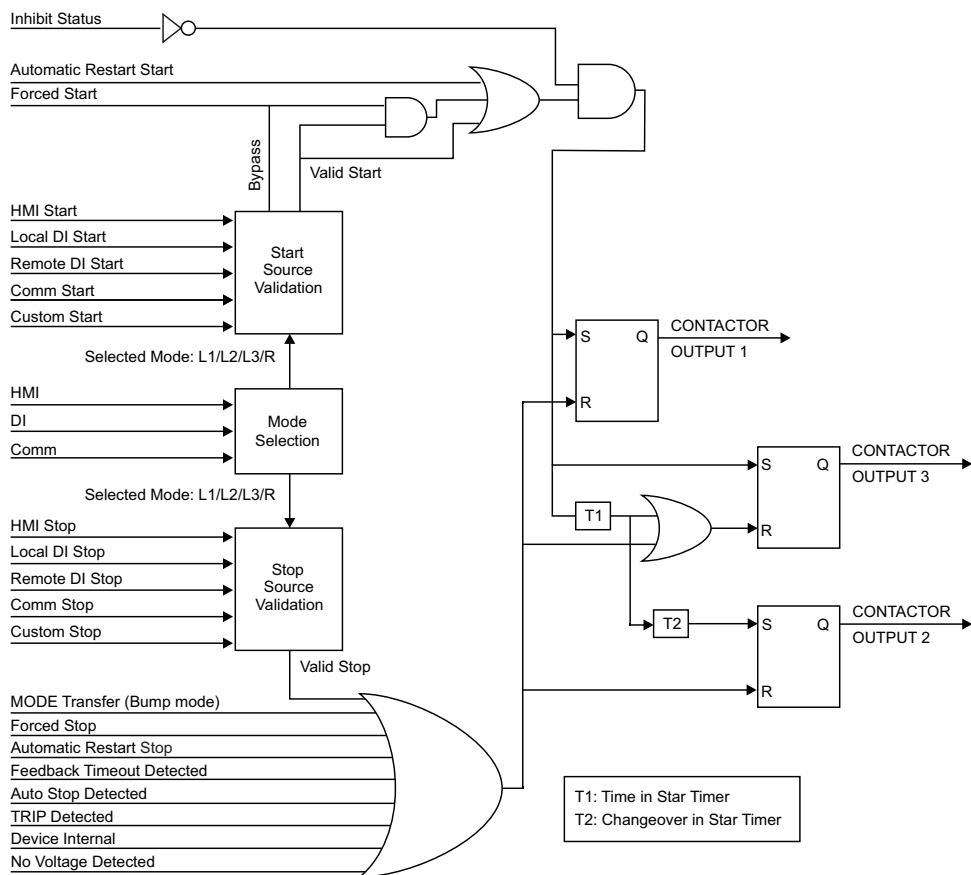 Inhibit Status
Automatic Restart Start
Forced Start
Bypass
Valid Start
HMI Start
Local DI Start
Remote DI Start
Comm Start
Custom Start
Start
Source
Validation
Selected Mode: L1/L2/L3/R
HMI
DI
Comm
Mode
Selection
Selected Mode: L1/L2/L3/R
HMI Stop
Local DI Stop
Remote DI Stop
Comm Stop
Custom Stop
Stop
Source
Validation
Valid Stop
MODE Transfer (Bump mode)
Forced Stop
Automatic Restart Stop
Feedback Timeout Detected
Auto Stop Detected
TRIP Detected
Device Internal
No Voltage Detected
S Q
R
CONTACTOR
OUTPUT 1
S Q
R
CONTACTOR
OUTPUT 3
T1
T2
S Q
R
CONTACTOR
OUTPUT 2
T1: Time in Star Timer
T2: Changeover in Star Timer